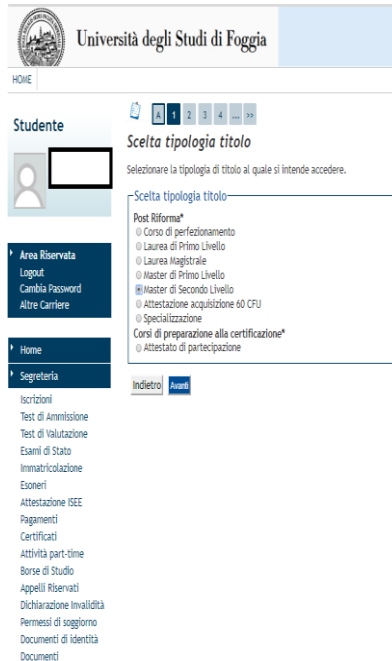 Università degli Studi di Foggia
HOME
Studente
A 1 2 3 4 ... >>
Scelta tipologia titolo
Selezionare la tipologia di titolo al quale si intende accedere.
Scelta tipologia titolo
Post Riforma*
Corso di perfezionamento
Laurea di Primo Livello
Laurea Magistrale
Master di Primo Livello
Master di Secondo Livello
Attestazione acquisizione 60 CFU
Specializzazione
Corsi di preparazione alla certificazione*
Attestato di partecipazione
Indietro Avanti
Area Riservata
Logout
Cambia Password
Altre Carriere
Home
Segreteria
Iscrizioni
Test di Ammissione
Test di Valutazione
Esami di Stato
Immatricolazione
Esoneri
Attestazione ISEE
Pagamenti
Certificati
Attività part-time
Borse di Studio
Appelli Riservati
Dichiarazione Invalidità
Permessi di soggiorno
Documenti di identità
Documenti